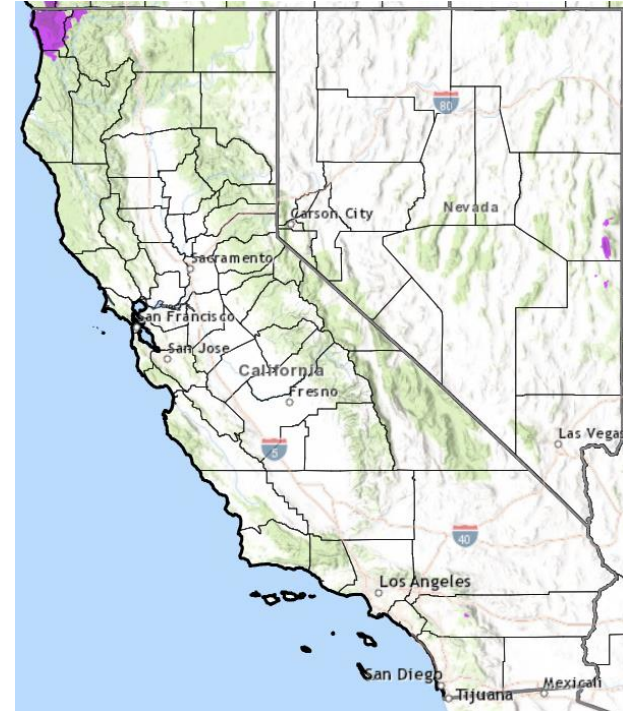 80
Carson City
Nevada
Sacramento
San Francisco
San Jose
California
Fresno
Las Vegas
5
40
Los Angeles
San Diego
Mexicali
Tijuana